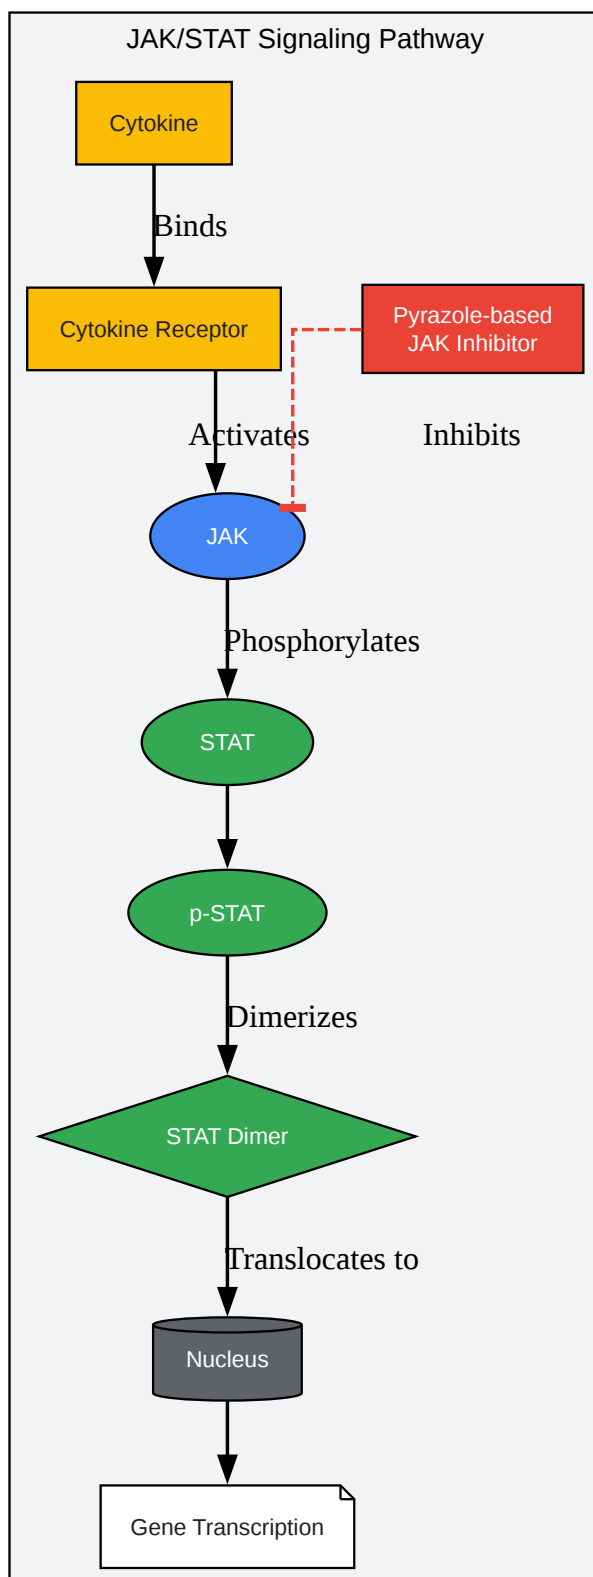 JAK/STAT Signaling Pathway
Cytokine
Binds
Cytokine Receptor
Pyrazole-based
JAK Inhibitor
Activates
Inhibits
JAK
Phosphorylates
STAT
p-STAT
Dimerizes
STAT Dimer
Translocates to
Nucleus
Gene Transcription